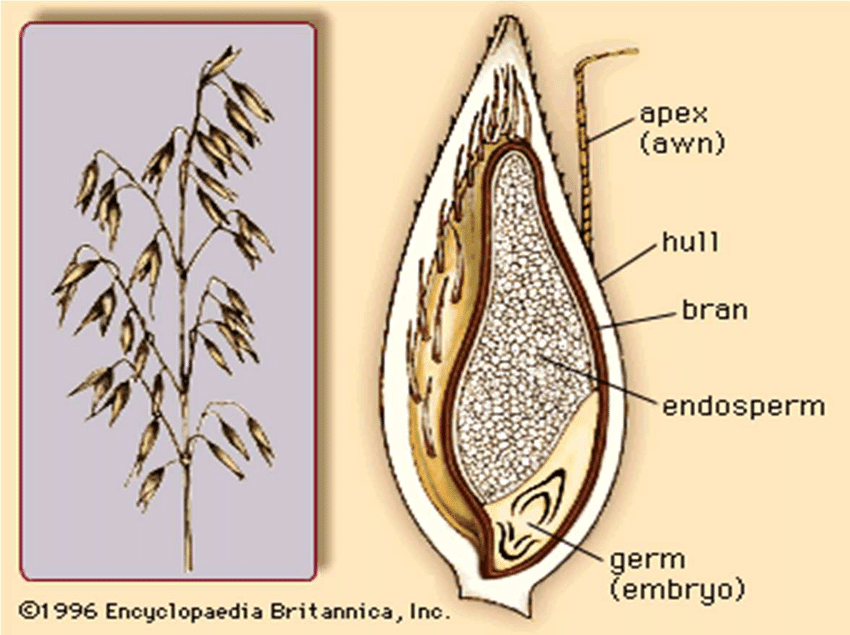 apex
(awn)
hull
bran
endosperm
germ
(embryo)
©1996 Encyclopaedia Britannica, Inc.